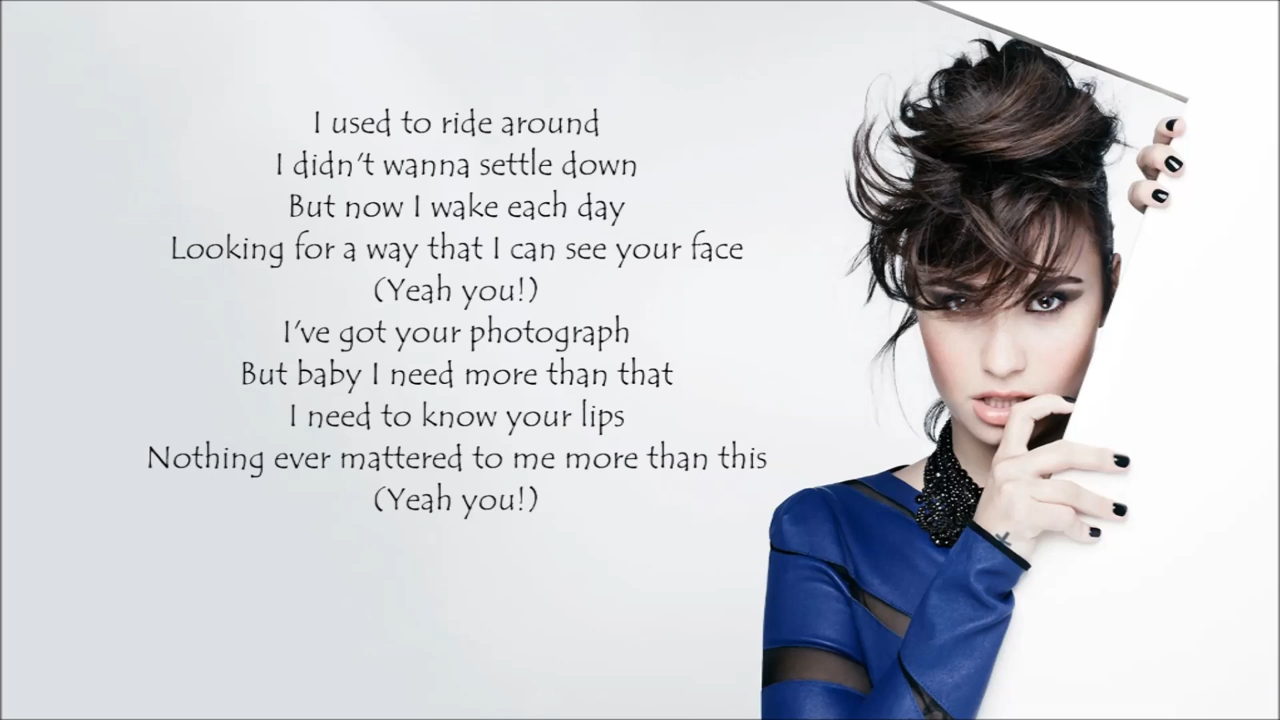 I used to ride around
I didn't wanna settle down
But now I wake each day
Looking for a way that I can see your face
(Yeah you!)
I've got your photograph
But baby I need more than that
I need to know your lips
Nothing ever mattered to me more than this
(Yeah you!)